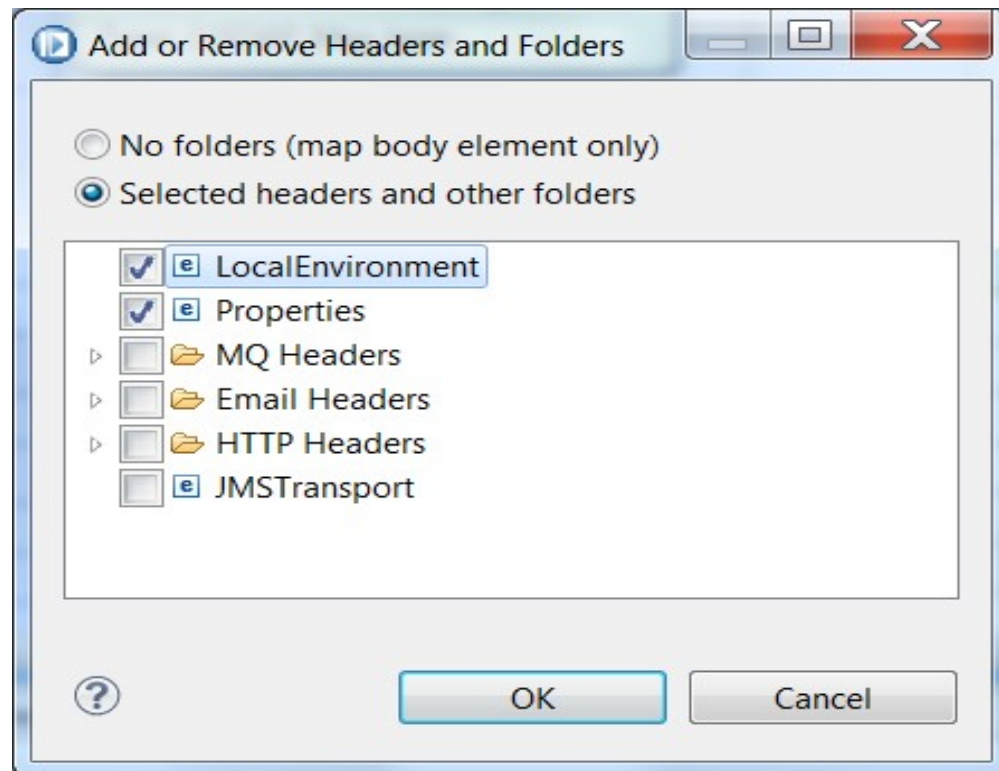 Add or Remove Headers and Folders
No folders (map body element only)
Selected headers and other folders
LocalEnvironment
Properties
MQ Headers
Email Headers
HTTP Headers
JMSTransport
OK
Cancel